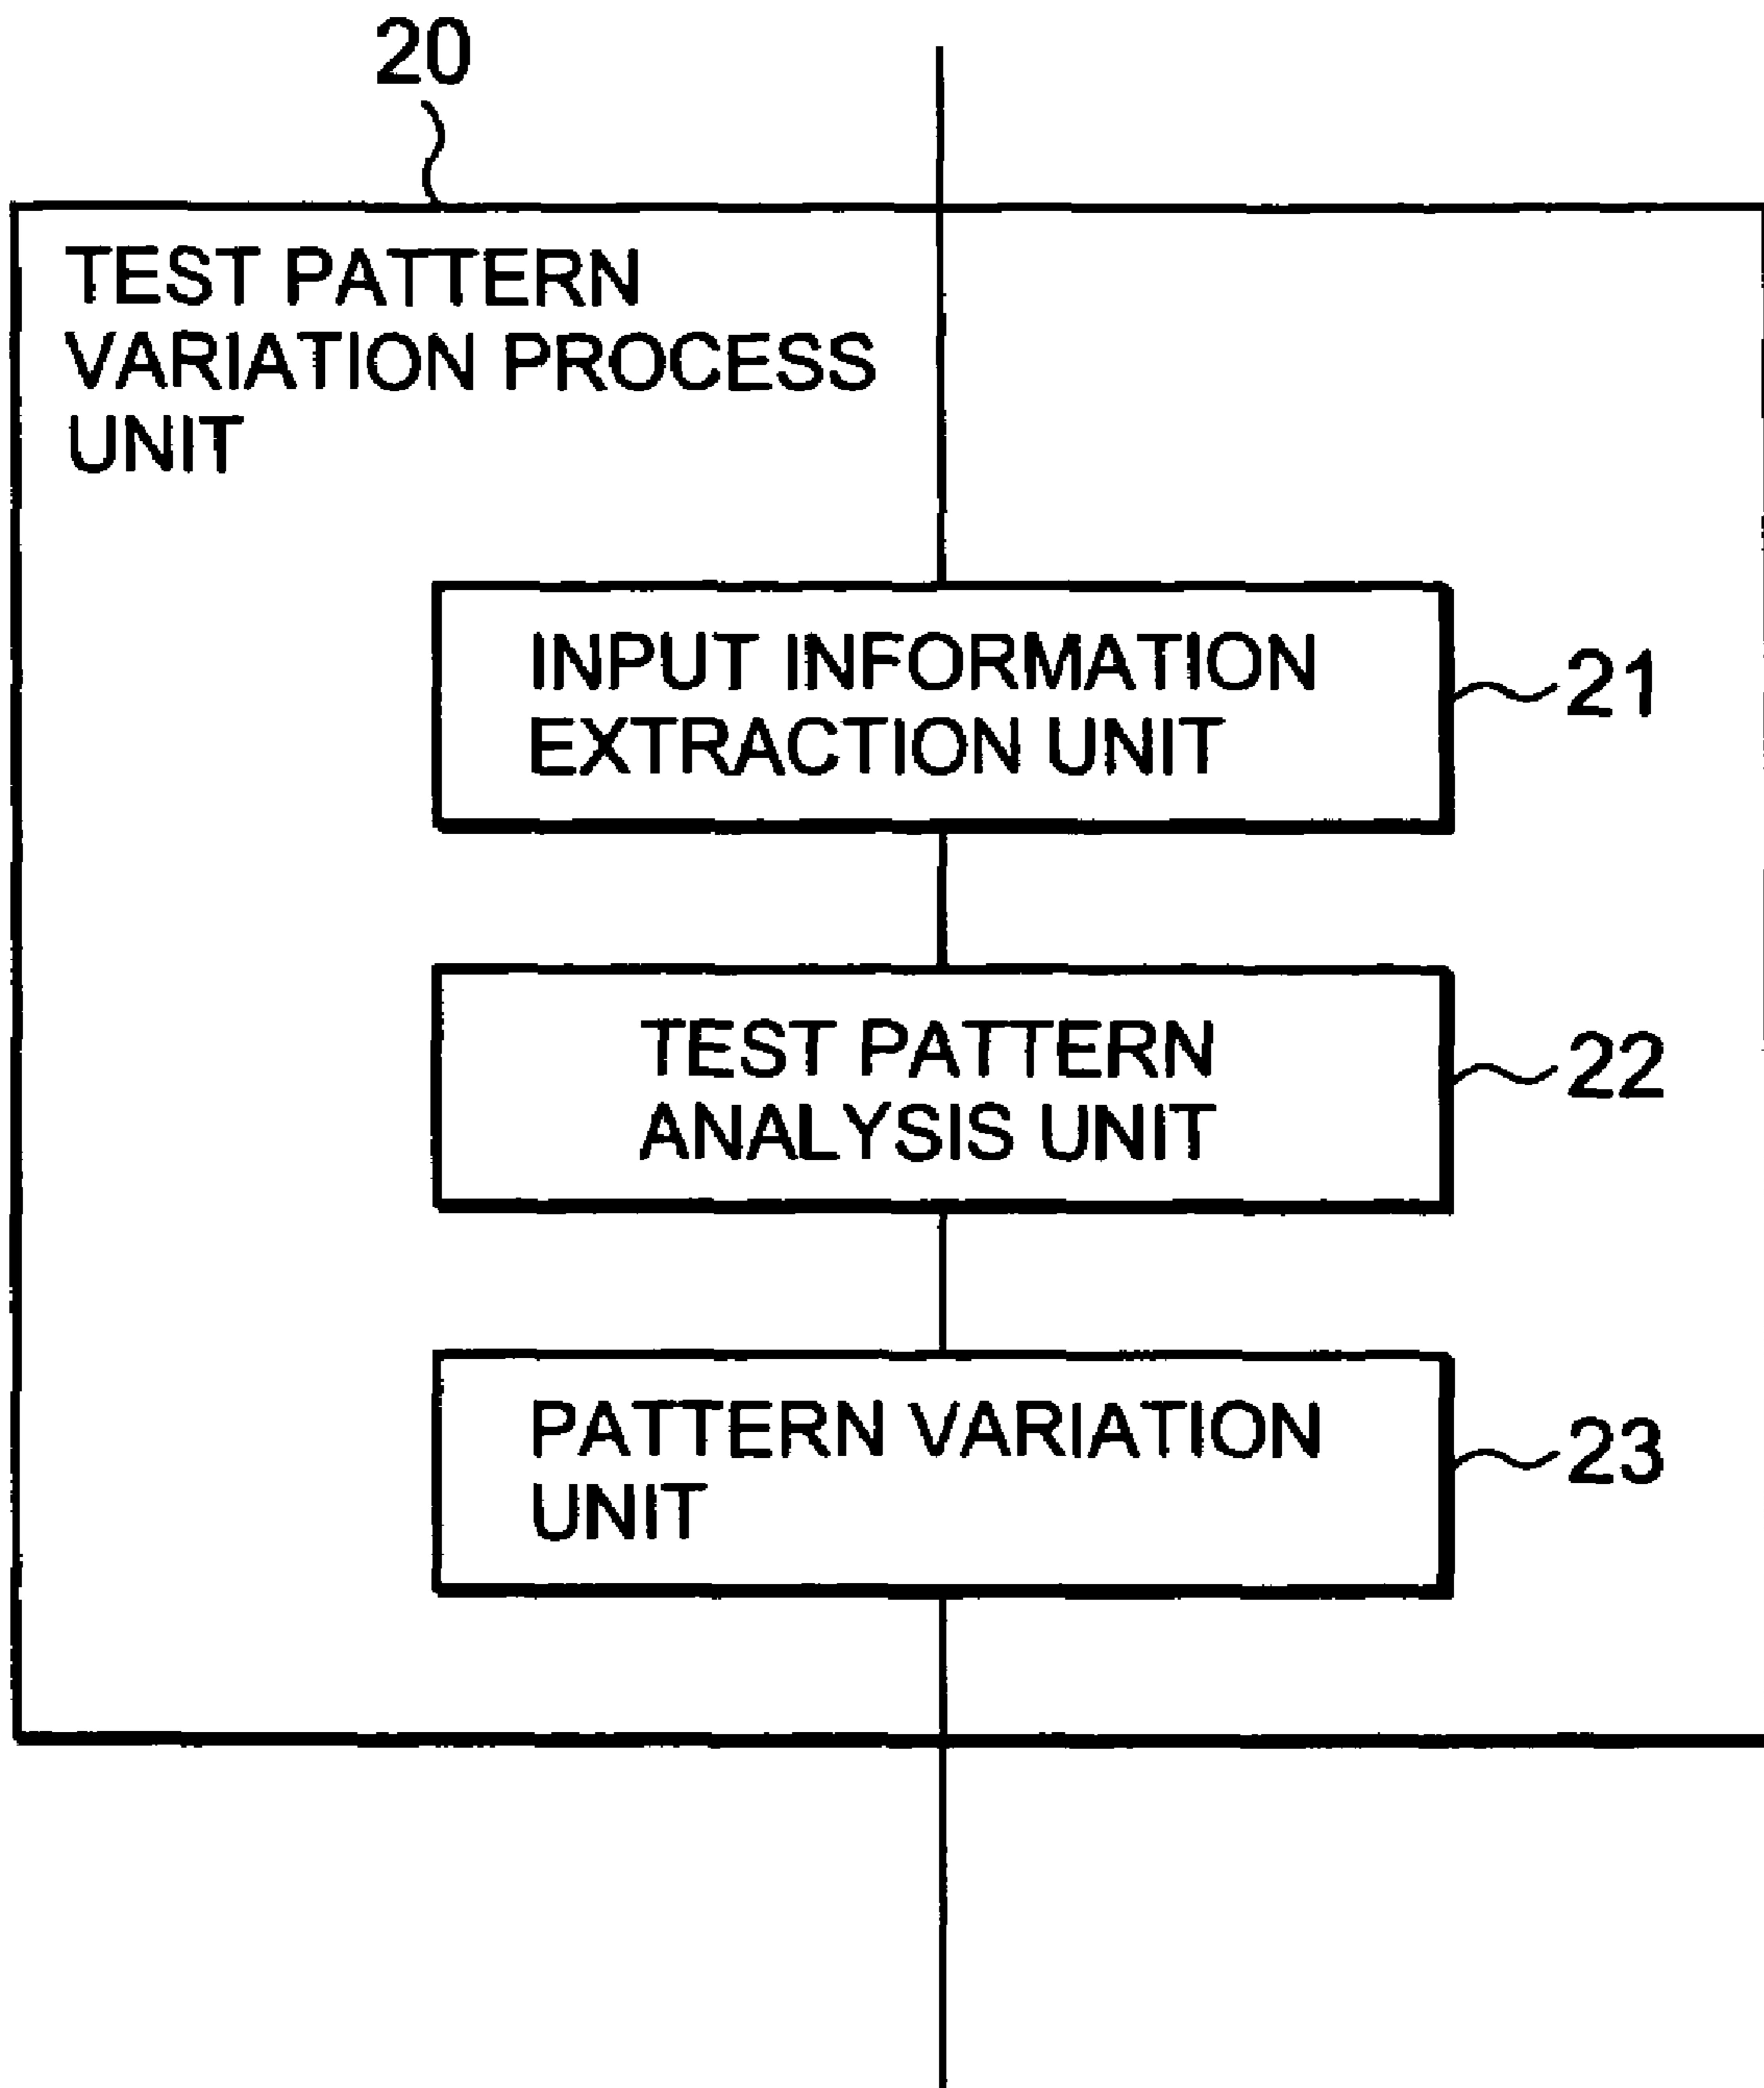 20
TEST PATTERN
VARIATION PROCESS
UNIT
INPUT INFORMATION
EXTRACTION UNIT
21
TEST PATTERN
ANALYSIS UNIT
22
PATTERN VARIATION
UNIT
23